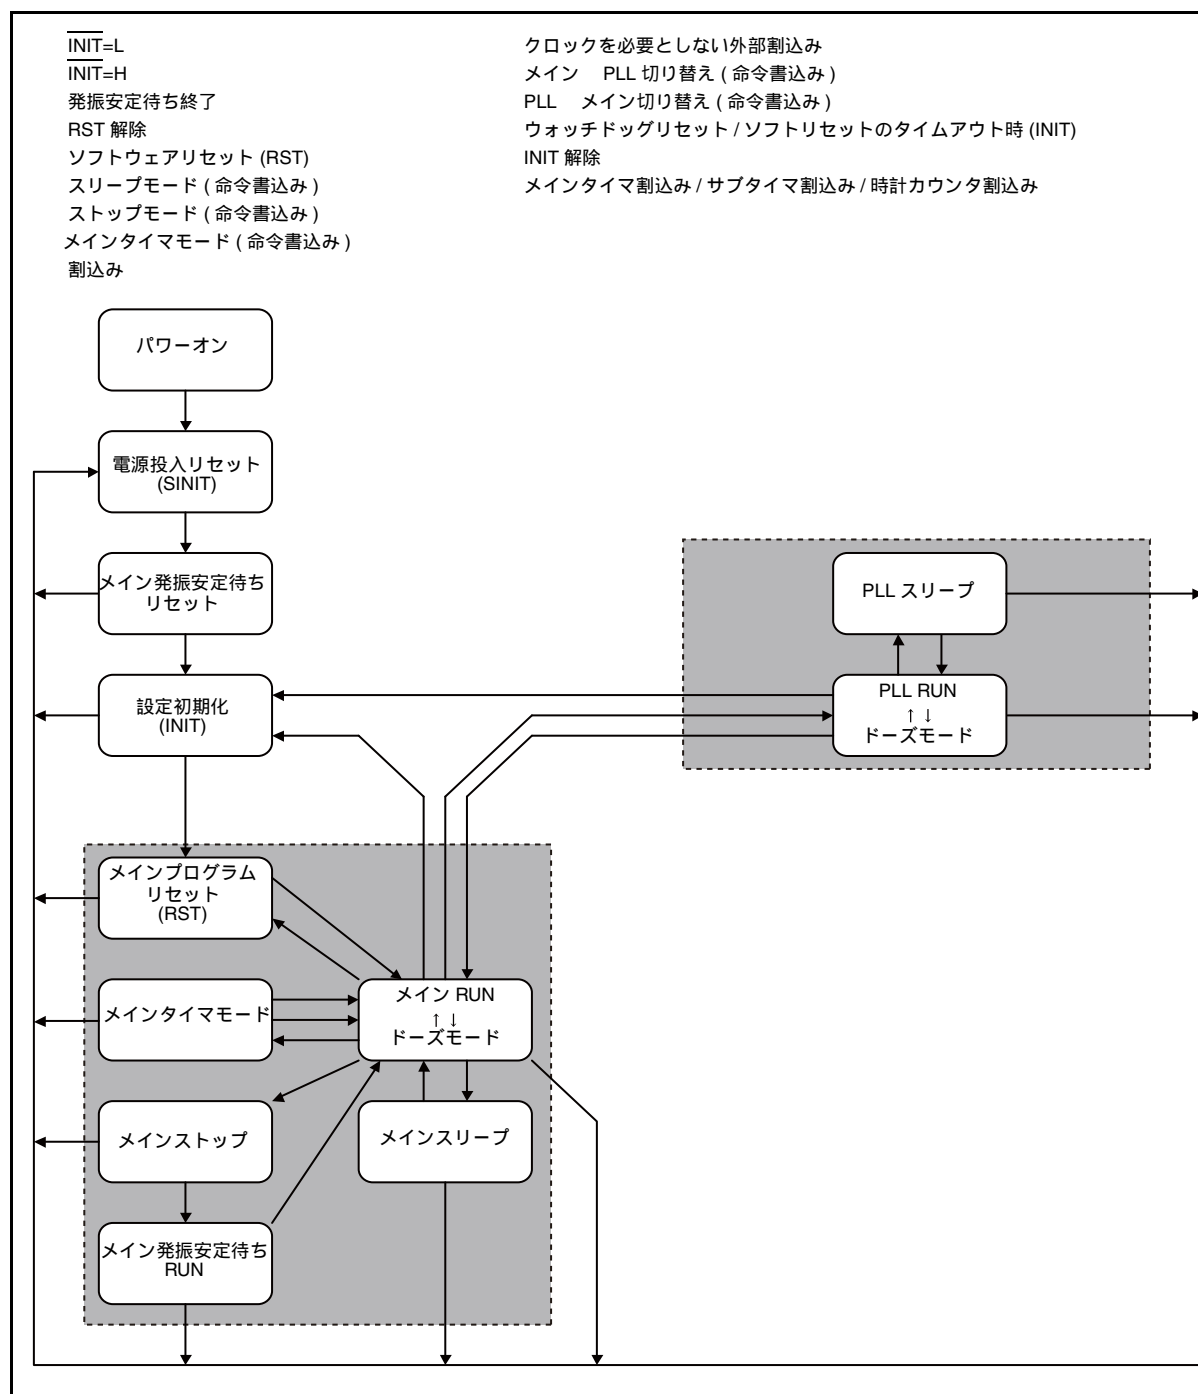 INIT=L
INIT=H
発振安定待ち終了
RST 解除
ソフトウェアリセット (RST)
スリープモード ( 命令書込み )
ストップモード ( 命令書込み )
メインタイマモード ( 命令書込み )
割込み
クロックを必要としない外部割込み
メイン　PLL 切り替え ( 命令書込み )
PLL　メイン切り替え ( 命令書込み )
ウォッチドッグリセット / ソフトリセットのタイムアウト時 (INIT)
INIT 解除
メインタイマ割込み / サブタイマ割込み / 時計カウンタ割込み
パワーオン
電源投入リセット
(SINIT)
メイン発振安定待ち
リセット
設定初期化
(INIT)
PLL スリープ
PLL RUN
↑ ↓
ドーズモード
メインプログラム
リセット
(RST)
メインタイマモード
メイン RUN
↑ ↓
ドーズモード
メインストップ
メインスリープ
メイン発振安定待ち
RUN